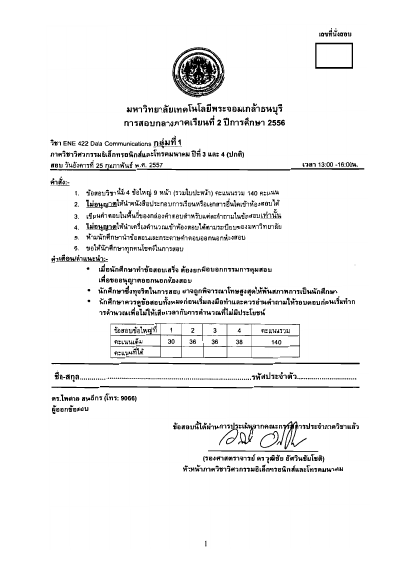 เลขที่นั่งสอบ
มหาวิทยาลัยเทคโนโลยีพระจอมเกล้าธนบุรี
การสอบกลางภาคเรียนที่ 2 ปีการศึกษา 2556
วิชา ENE 422 Data Communications กลุ่มที่ 1
ภาควิชาวิศวกรรมอิเล็กทรอนิกส์และโทรคมนาคม ปีที่ 3 และ 4 (ปกติ)
สอบ วันอังคารที่ 25 กุมภาพันธ์ พ.ศ. 2557 เวลา 13:00 -16:00น.
คำสั่ง:-
1. ข้อสอบวิชานี้มี 4 ข้อใหญ่ 9 หน้า (รวมใบปะหน้า) คะแนนรวม 140 คะแนน
2. ไม่อนุญาตให้นำหนังสือประกอบการเรียนหรือเอกสารอื่นใดเข้าห้องสอบได้
3. เขียนคำตอบในพื้นที่ของกล่องคำตอบสำหรับแต่ละคำถามในข้อสอบเท่านั้น
4. ไม่อนุญาตให้นำเครื่องคำนวณเข้าห้องสอบได้ตามระเบียบของมหาวิทยาลัย
5. ห้ามนักศึกษานำข้อสอบและกระดาษคำตอบออกนอกห้องสอบ
6. ขอให้นักศึกษาทุกคนโชคดีในการสอบ
คำเตือน/คำแนะนำ:-
• เมื่อนักศึกษาทำข้อสอบเสร็จ ต้องยกมือบอกกรรมการคุมสอบ
เพื่อขออนุญาตออกนอกห้องสอบ
• นักศึกษาซึ่งทุจริตในการสอบ อาจถูกพิจารณาโทษสูงสุดให้พ้นสภาพการเป็นนักศึกษา
• นักศึกษาควรดูข้อสอบทั้งหมดก่อนเริ่มลงมือทำและควรอ่านคำถามให้รอบคอบก่อนเริ่มทำก
ารคำนวณเพื่อไม่ให้เสียเวลากับการคำนวณที่ไม่มีประโยชน์
ข้อสอบข้อใหญ่ที่ 1 2 3 4 คะแนนรวม
คะแนนเต็ม 30 36 36 38 140
คะแนนที่ได้
ชื่อ-สกุล.......................................................รหัสประจำตัว.........................
ดร.ไพศาล สนธิกร (โทร: 9066)
ผู้ออกข้อสอบ
ข้อสอบนี้ได้ผ่านการประเมินจากคณะกรรมการประจำภาควิชาแล้ว
(รองศาสตราจารย์ ดร วุฒิชัย อัศวินชัยโชติ)
หัวหน้าภาควิชาวิศวกรรมอิเล็กทรอนิกส์และโทรคมนาคม
1